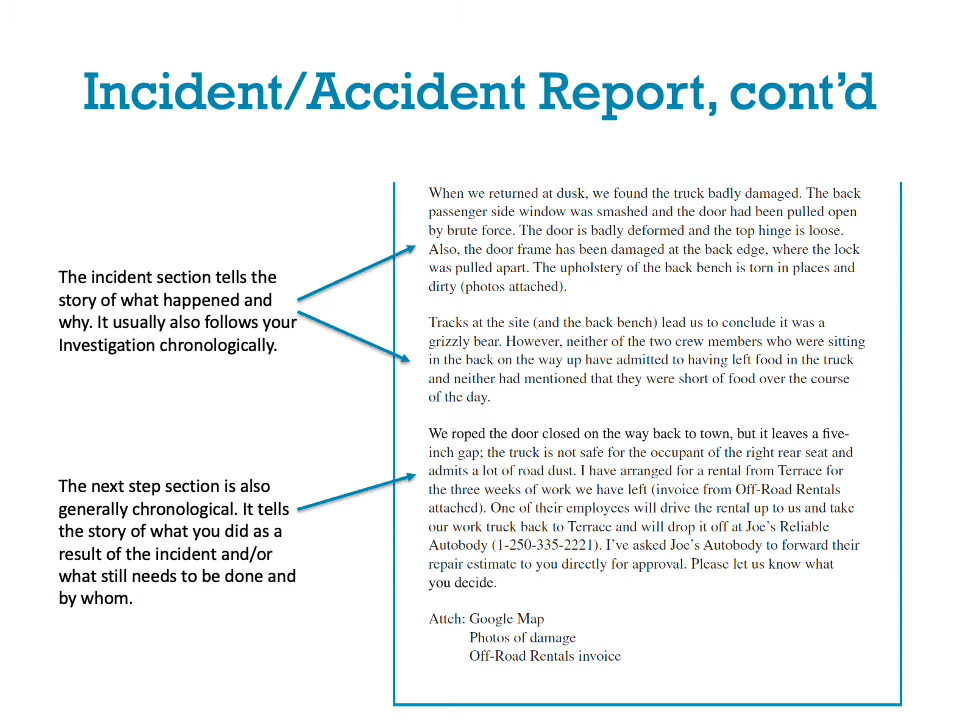 Incident/Accident Report, cont’d
The incident section tells the
story of what happened and
why. It usually also follows your
Investigation chronologically.
The next step section is also
generally chronological. It tells
the story of what you did as a
result of the incident and/or
what still needs to be done and
by whom.
When we returned at dusk, we found the truck badly damaged. The back
passenger side window was smashed and the door had been pulled open
by brute force. The door is badly deformed and the top hinge is loose.
Also, the door frame has been damaged at the back edge, where the lock
was pulled apart. The upholstery of the back bench is torn in places and
dirty (photos attached).
Tracks at the site (and the back bench) lead us to conclude it was a
grizzly bear. However, neither of the two crew members who were sitting
in the back on the way up have admitted to having left food in the truck
and neither had mentioned that they were short of food over the course
of the day.
We roped the door closed on the way back to town, but it leaves a five-
inch gap; the truck is not safe for the occupant of the right rear seat and
admits a lot of road dust. I have arranged for a rental from Terrace for
the three weeks of work we have left (invoice from Off-Road Rentals
attached). One of their employees will drive the rental up to us and take
our work truck back to Terrace and will drop it off at Joe’s Reliable
Autobody (1-250-335-2221). I’ve asked Joe’s Autobody to forward their
repair estimate to you directly for approval. Please let us know what
you decide.
Attch: Google Map
Photos of damage
Off-Road Rentals invoice